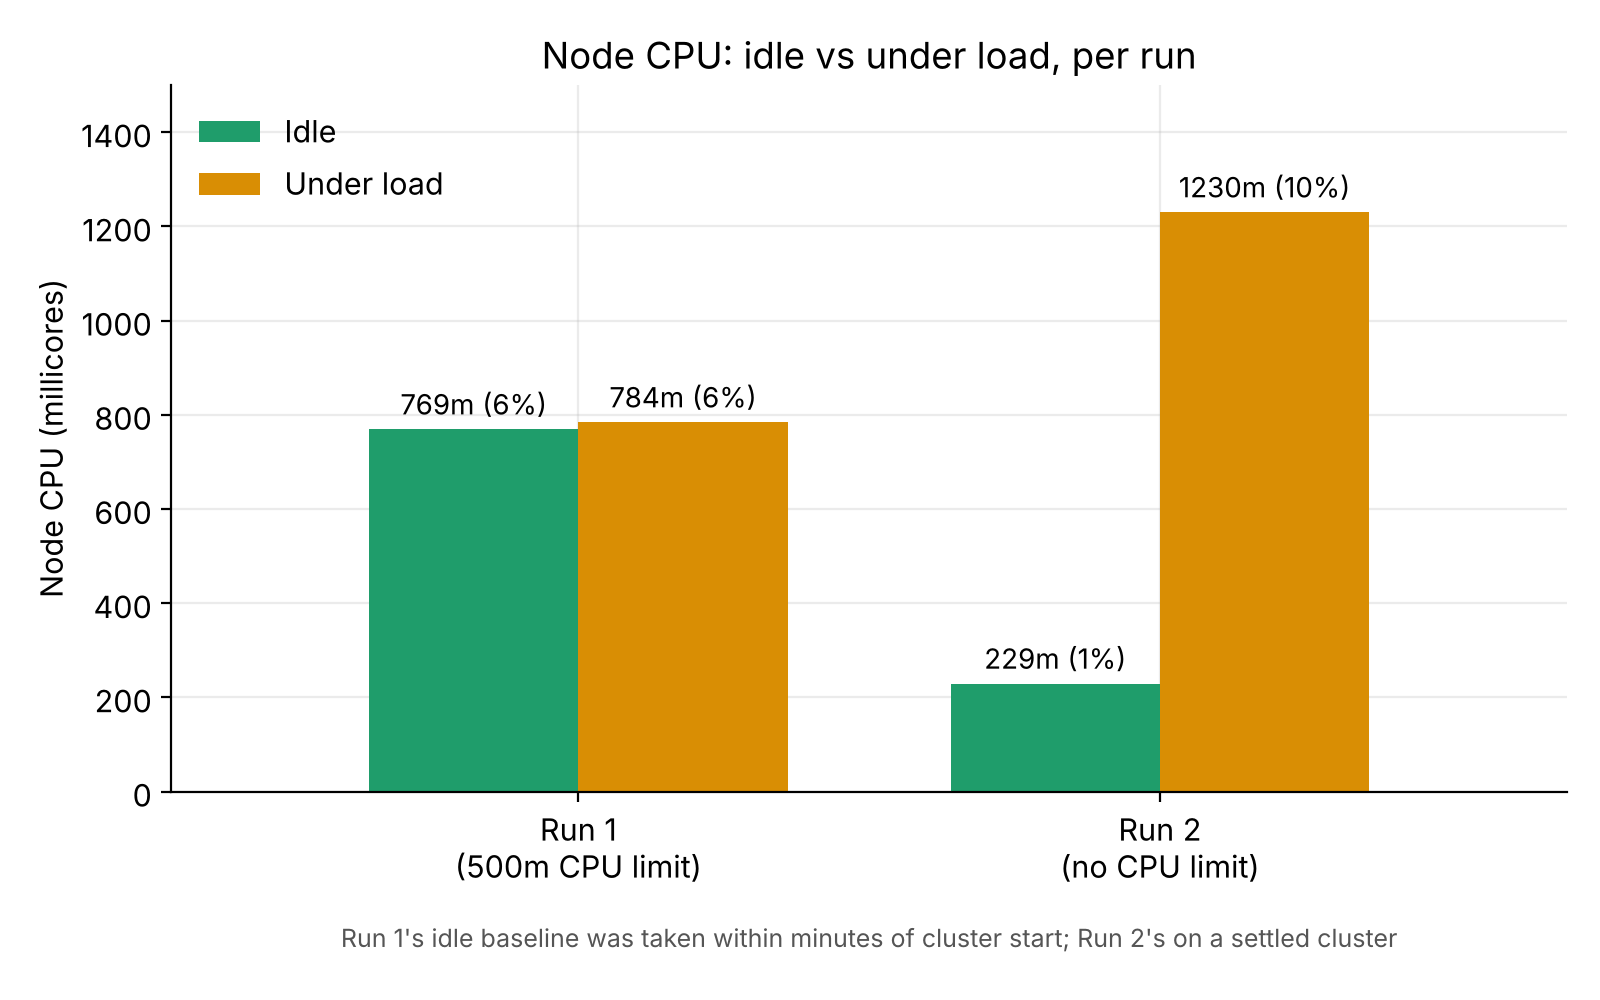 Node CPU: idle vs under load, per run
Idle
Under load
Node CPU (millicores)
1400
1200
1000
800
600
400
200
0
769m (6%)
784m (6%)
229m (1%)
1230m (10%)
Run 1
(500m CPU limit)
Run 2
(no CPU limit)
Run 1's idle baseline was taken within minutes of cluster start; Run 2's on a settled cluster